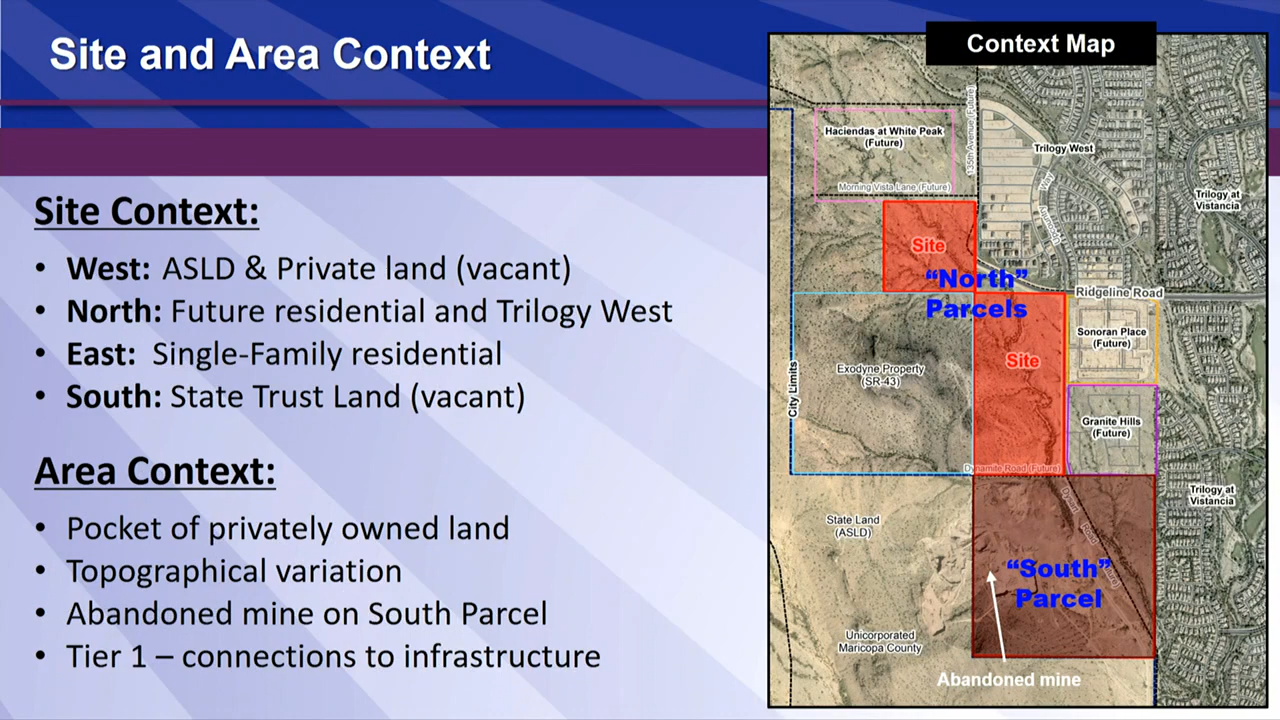 Site and Area Context
Site Context:
• West: ASLD & Private land (vacant)
• North: Future residential and Trilogy West
• East: Single-Family residential
• South: State Trust Land (vacant)
Area Context:
• Pocket of privately owned land
• Topographical variation
• Abandoned mine on South Parcel
• Tier 1 – connections to infrastructure
Context Map
135th Avenue (Future)
Haciendas at White Peak
(Future)
Trilogy West
Morning Vista Lane (Future)
Way
Trilogy at
Vistancia
Site
“North”
Parcels
Ridgeline Road
Sonoran Place
(Future)
Site
City Limits
Exodyne Property
(SR-43)
Granite Hills
(Future)
Dynamite Road (Future)
Trilogy at
Vistancia
State Land
(ASLD)
Dysart Road (Future)
“South”
Parcel
Unicorporated
Maricopa County
Abandoned mine